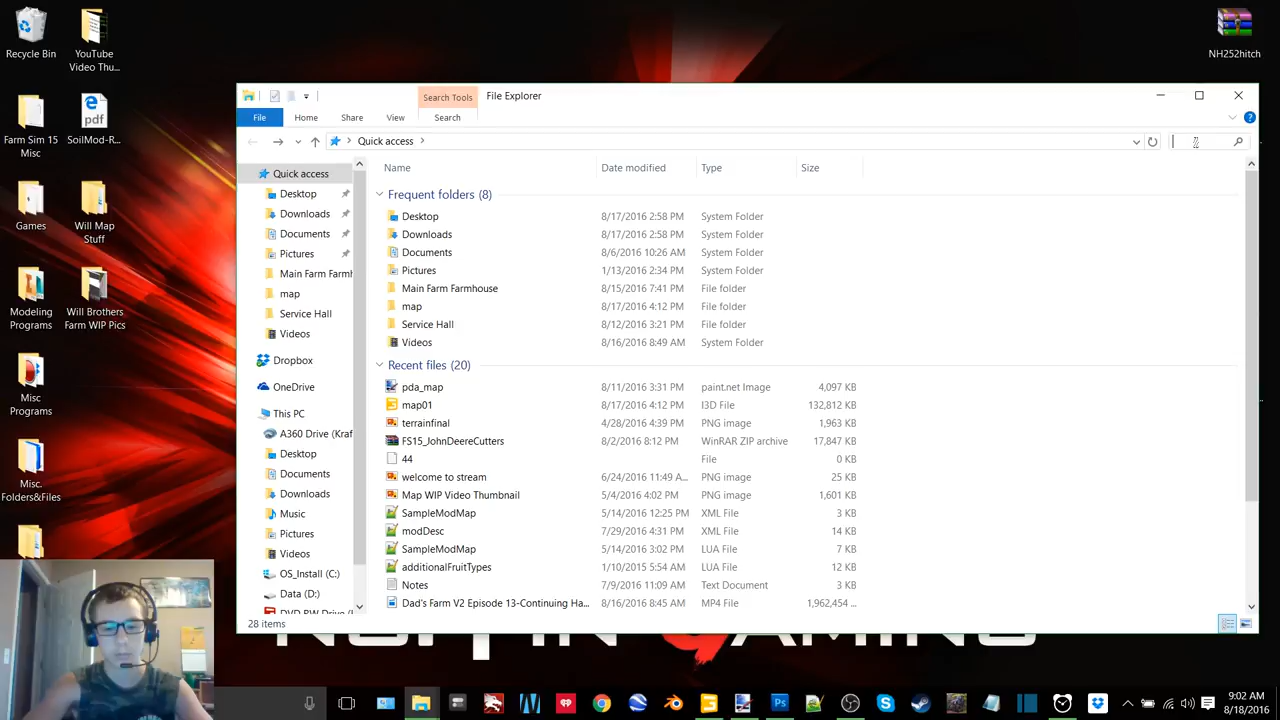 Recycle Bin
YouTube
Video Thu...
NH252hitch
Farm Sim 15
Misc
SoilMod-R...
Games
Will Map
Stuff
Modeling
Programs
Will Brothers
Farm WIP Pics
Misc
Programs
Misc.
Folders&Files
Search Tools
File Explorer
File
Home
Share
View
Search
Quick access
Name
Date modified
Type
Size
Quick access
Desktop
Downloads
Documents
Pictures
Main Farm Farmh
map
Service Hall
Videos
Dropbox
OneDrive
This PC
A360 Drive (Kraf
Desktop
Documents
Downloads
Music
Pictures
Videos
OS_Install (C:)
Data (D:)
DVD RW Drive (
Frequent folders (8)
Desktop 8/17/2016 2:58 PM System Folder
Downloads 8/17/2016 2:58 PM System Folder
Documents 8/6/2016 10:26 AM System Folder
Pictures 1/13/2016 2:34 PM System Folder
Main Farm Farmhouse 8/15/2016 7:41 PM File folder
map 8/17/2016 4:12 PM File folder
Service Hall 8/12/2016 3:21 PM File folder
Videos 8/16/2016 8:49 AM System Folder
Recent files (20)
pda_map 8/11/2016 3:31 PM paint.net Image 4,097 KB
map01 8/17/2016 4:12 PM I3D File 132,812 KB
terrainfinal 4/28/2016 4:39 PM PNG image 1,963 KB
FS15_JohnDeereCutters 8/2/2016 8:12 PM WinRAR ZIP archive 17,847 KB
44 File 0 KB
welcome to stream 6/24/2016 11:49 A... PNG image 25 KB
Map WIP Video Thumbnail 5/4/2016 4:02 PM PNG image 1,601 KB
SampleModMap 5/14/2016 12:25 PM XML File 3 KB
modDesc 7/29/2016 4:31 PM XML File 14 KB
SampleModMap 5/14/2016 3:02 PM LUA File 7 KB
additionalFruitTypes 1/10/2015 5:54 AM LUA File 12 KB
Notes 7/9/2016 11:09 AM Text Document 3 KB
Dad's Farm V2 Episode 13-Continuing Ha... 8/16/2016 8:45 AM MP4 File 1,962,454 ...
28 items
9:02 AM
8/18/2016